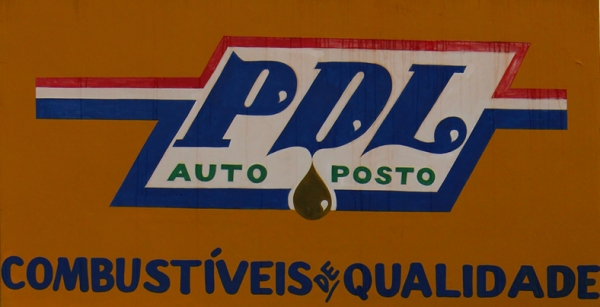 PDL
AUTO POSTO
COMBUSTÍVEIS DE QUALIDADE